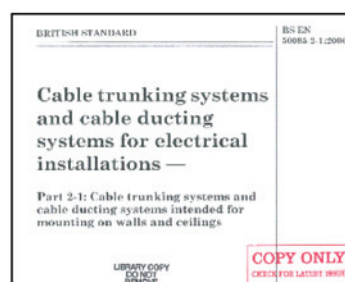 BRITISH STANDARD
BS EN
50085-2-1:2006
Cable trunking systems
and cable ducting
systems for electrical
installations —
Part 2-1: Cable trunking systems and
cable ducting systems intended for
mounting on walls and ceilings
LIBRARY COPY
DO NOT
REMOVE
COPY ONLY
CHECK FOR LATEST ISSUE